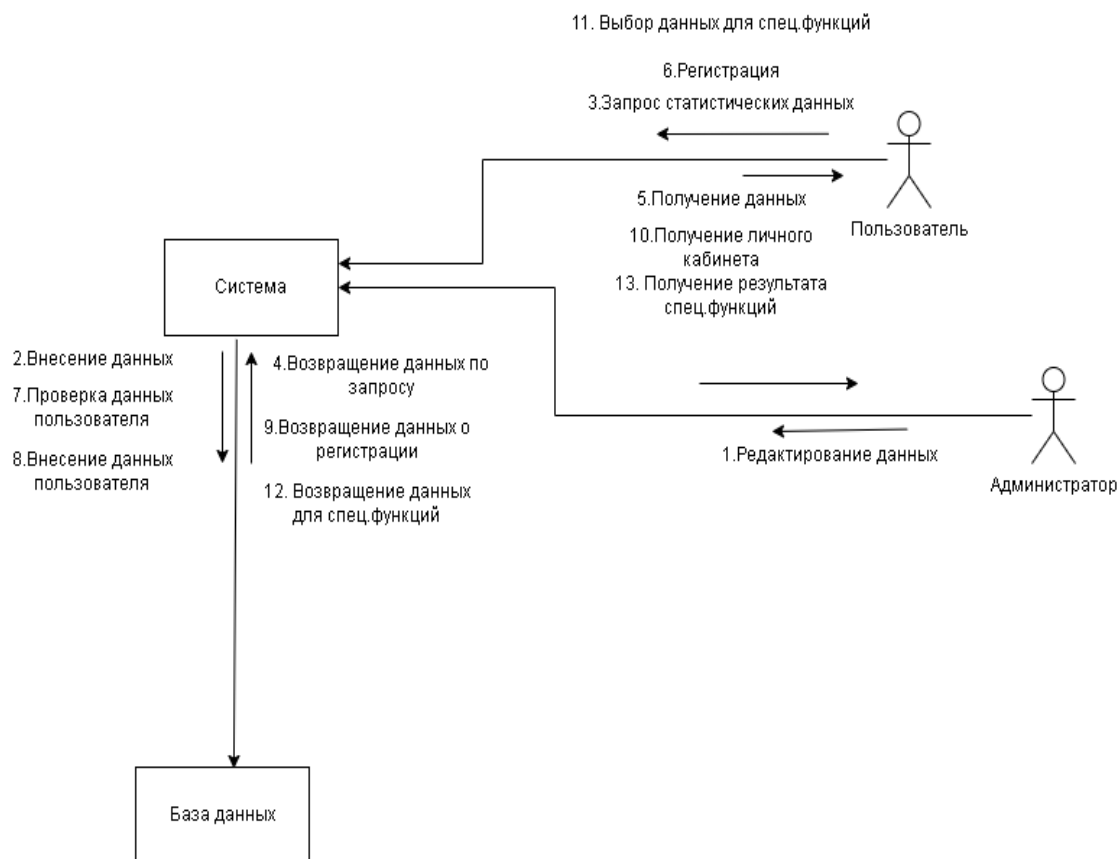 11. Выбор данных для спец.функций
6.Регистрация
3.Запрос статистических данных
5.Получение данных
10.Получение личного
кабинета
13. Получение результата
спец.функций
Пользователь
Система
2.Внесение данных
7.Проверка данных
пользователя
8.Внесение данных
пользователя
4.Возвращение данных по
запросу
9.Возвращение данных о
регистрации
12. Возвращение данных
для спец.функций
1.Редактирование данных
Администратор
База данных